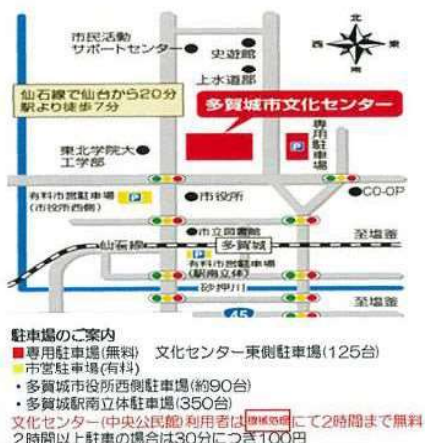 北
西
東
南
市民活動
サポートセンター
史遊館
上水道部
仙石線で仙台から20分
駅より徒歩7分
多賀城市文化センター
東北学院大
工学部
P
専用駐車場
有料市営駐車場
(市役所西側)
P
市役所
CO-OP
市立図書館
仙石線
多賀城
至塩釜
P
有料市営駐車場
(駅南立体)
砂押川
至塩釜
45
駐車場のご案内
■専用駐車場(無料) 文化センター東側駐車場(125台)
■市営駐車場(有料)
・多賀城市役所西側駐車場(約90台)
・多賀城駅南立体駐車場(350台)
文化センター(中央公民館)利用者は機械処理にて2時間まで無料
2時間以上駐車の場合は30分につき100円